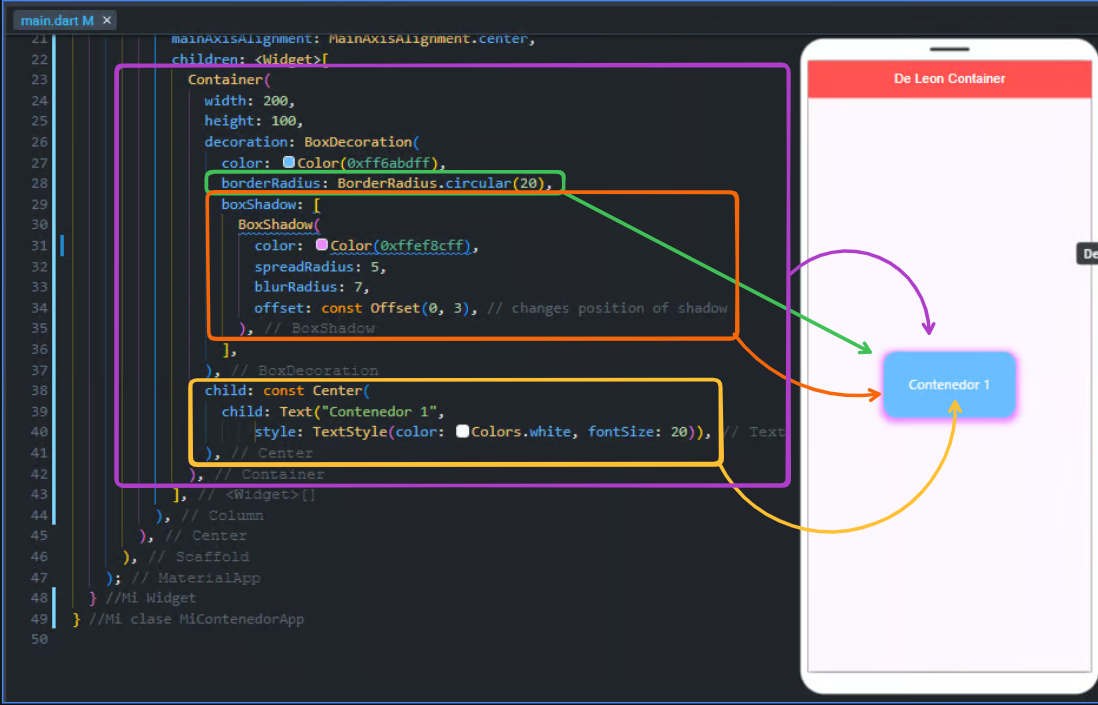 main.dart M ×
21 mainAxisAlignment: MainAxisAlignment.center,
22 children: <Widget>[
23 Container(
24 width: 200,
25 height: 100,
26 decoration: BoxDecoration(
27 color: Color(0xff6abdff),
28 borderRadius: BorderRadius.circular(20),
29 boxShadow: [
30 BoxShadow(
31 color: Color(0xffef8cff),
32 spreadRadius: 5,
33 blurRadius: 7,
34 offset: const Offset(0, 3), // changes position of shadow
35 ), // BoxShadow
36 ],
37 ), // BoxDecoration
38 child: const Center(
39 child: Text("Contenedor 1",
40 style: TextStyle(color: Colors.white, fontSize: 20)), // Text
41 ), // Center
42 ), // Container
43 ], // <Widget>[]
44 ), // Column
45 ), // Center
46 ), // Scaffold
47 ); // MaterialApp
48 } //Mi Widget
49 } //Mi clase MiContenedorApp
50
De Leon Container
De
Contenedor 1